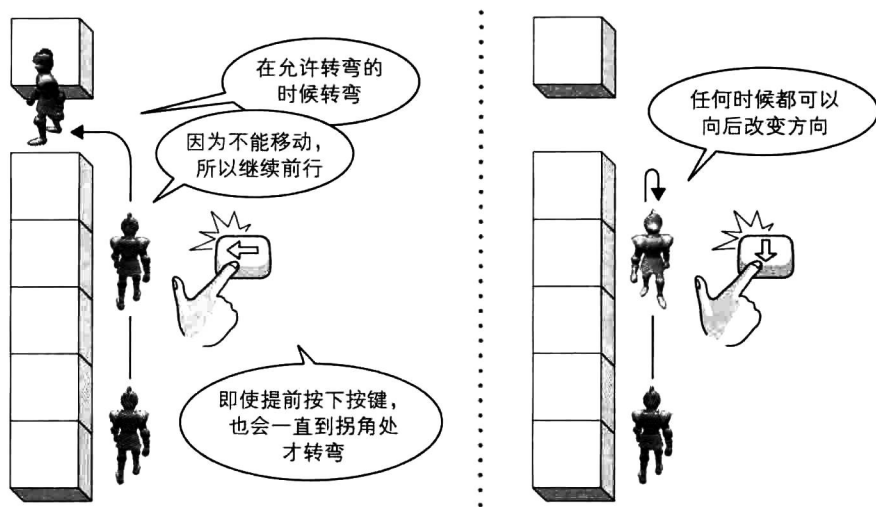 在允许转弯的
时候转弯
因为不能移动，
所以继续前行
即使提前按下按键，
也会一直到拐角处
才转弯
任何时候都可以
向后改变方向